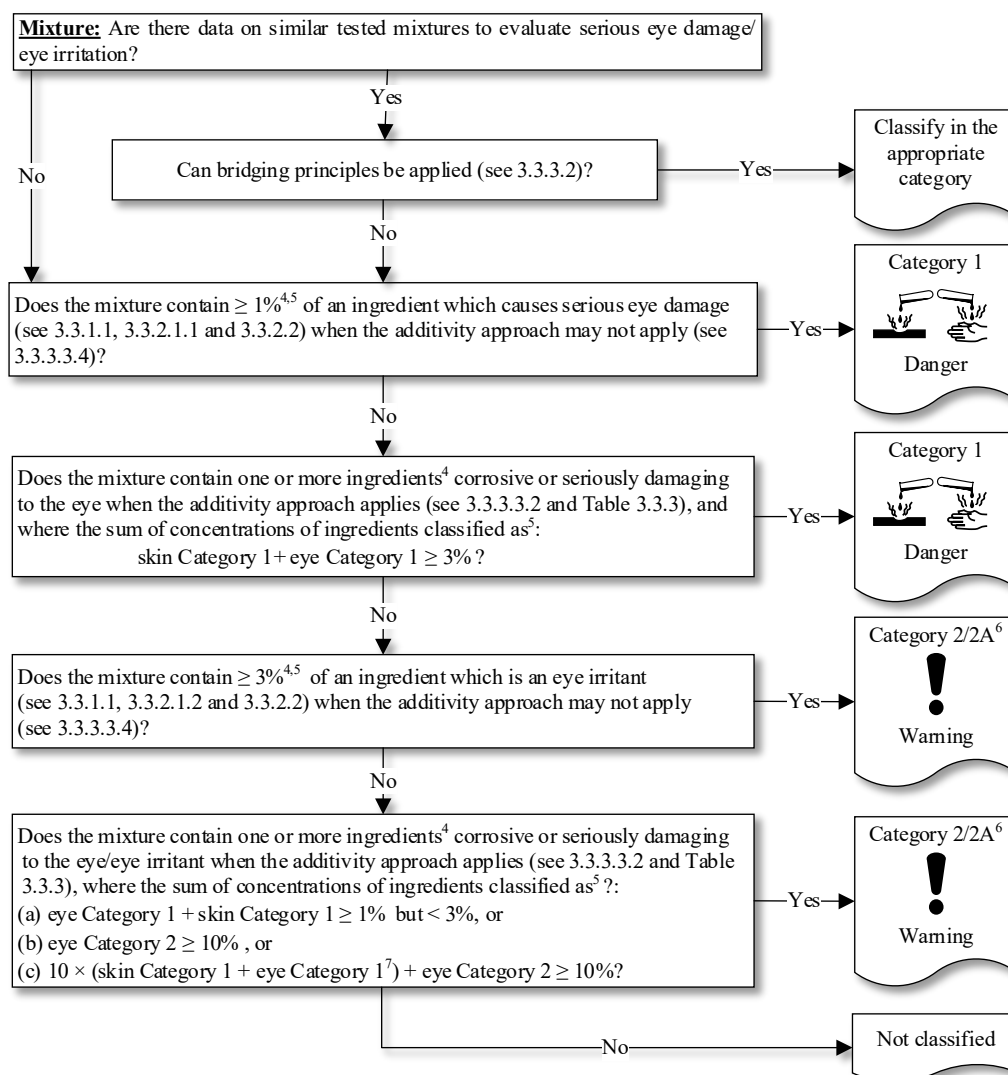 Mixture: Are there data on similar tested mixtures to evaluate serious eye damage/
eye irritation?
Yes
No
Can bridging principles be applied (see 3.3.3.2)?
Yes
Classify in the
appropriate
category
No
Does the mixture contain ≥ 1%⁴,⁵ of an ingredient which causes serious eye damage
(see 3.3.1.1, 3.3.2.1.1 and 3.3.2.2) when the additivity approach may not apply (see
3.3.3.3.4)?
Yes
Category 1
Danger
No
Does the mixture contain one or more ingredients⁴ corrosive or seriously damaging
to the eye when the additivity approach applies (see 3.3.3.3.2 and Table 3.3.3), and
where the sum of concentrations of ingredients classified as⁵:
skin Category 1 + eye Category 1 ≥ 3% ?
Yes
Category 1
Danger
No
Does the mixture contain ≥ 3%⁴,⁵ of an ingredient which is an eye irritant
(see 3.3.1.1, 3.3.2.1.2 and 3.3.2.2) when the additivity approach may not apply
(see 3.3.3.3.4)?
Yes
Category 2/2A⁶
Warning
No
Does the mixture contain one or more ingredients⁴ corrosive or seriously damaging
to the eye/eye irritant when the additivity approach applies (see 3.3.3.3.2 and Table
3.3.3), where the sum of concentrations of ingredients classified as⁵ ?:
(a) eye Category 1 + skin Category 1 ≥ 1% but < 3%, or
(b) eye Category 2 ≥ 10% , or
(c) 10 × (skin Category 1 + eye Category 1⁷) + eye Category 2 ≥ 10%?
Yes
Category 2/2A⁶
Warning
No
Not classified